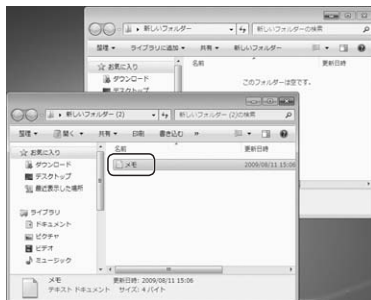 新しいフォルダー
新しいフォルダーの検索
整理 ライブラリに追加 共有 新しいフォルダー
お気に入り
ダウンロード
デスクトップ
名前 更新日時
このフォルダーは空です。
新しいフォルダー (2)
新しいフォルダー (2)の検索
整理 開く 共有 印刷 書き込む »
お気に入り
ダウンロード
デスクトップ
最近表示した場所
ライブラリ
ドキュメント
ピクチャ
ビデオ
ミュージック
名前 更新日時
メモ 2009/08/11 15:06
メモ 更新日時: 2009/08/11 15:06
テキスト ドキュメント サイズ: 4 バイト